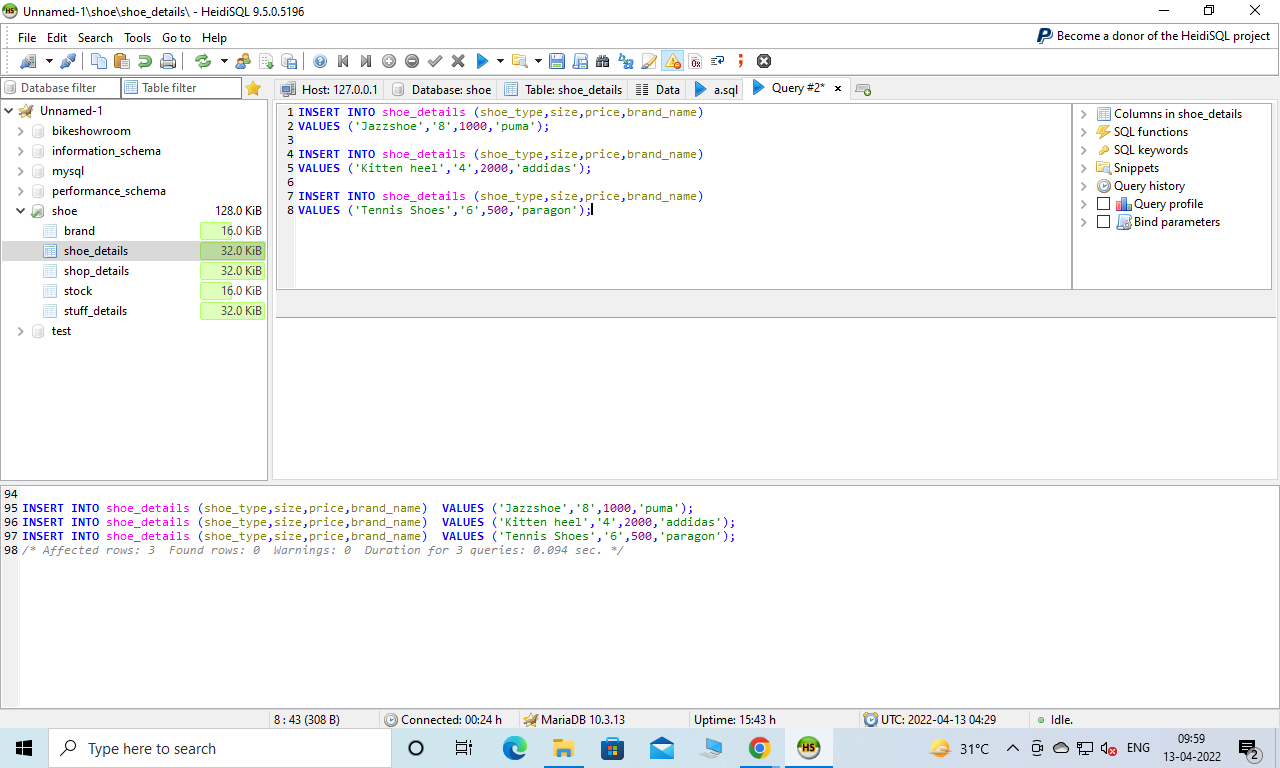 Unnamed-1\shoe\shoe_details\ - HeidiSQL 9.5.0.5196
File Edit Search Tools Go to Help
Become a donor of the HeidiSQL project
Database filter
Table filter
Host: 127.0.0.1
Database: shoe
Table: shoe_details
Data
a.sql
Query #2*
Unnamed-1
bikeshowroom
information_schema
mysql
performance_schema
shoe 128.0 KiB
brand 16.0 KiB
shoe_details 32.0 KiB
shop_details 32.0 KiB
stock 16.0 KiB
stuff_details 32.0 KiB
test
1 INSERT INTO shoe_details (shoe_type,size,price,brand_name)
2 VALUES ('Jazzshoe','8',1000,'puma');
3
4 INSERT INTO shoe_details (shoe_type,size,price,brand_name)
5 VALUES ('Kitten heel','4',2000,'addidas');
6
7 INSERT INTO shoe_details (shoe_type,size,price,brand_name)
8 VALUES ('Tennis Shoes','6',500,'paragon');
Columns in shoe_details
SQL functions
SQL keywords
Snippets
Query history
Query profile
Bind parameters
94
95 INSERT INTO shoe_details (shoe_type,size,price,brand_name)  VALUES ('Jazzshoe','8',1000,'puma');
96 INSERT INTO shoe_details (shoe_type,size,price,brand_name)  VALUES ('Kitten heel','4',2000,'addidas');
97 INSERT INTO shoe_details (shoe_type,size,price,brand_name)  VALUES ('Tennis Shoes','6',500,'paragon');
98 /* Affected rows: 3  Found rows: 0  Warnings: 0  Duration for 3 queries: 0.094 sec. */
8 : 43 (308 B)
Connected: 00:24 h
MariaDB 10.3.13
Uptime: 15:43 h
UTC: 2022-04-13 04:29
Idle.
Type here to search
HS
31°C
ENG
09:59
13-04-2022
2